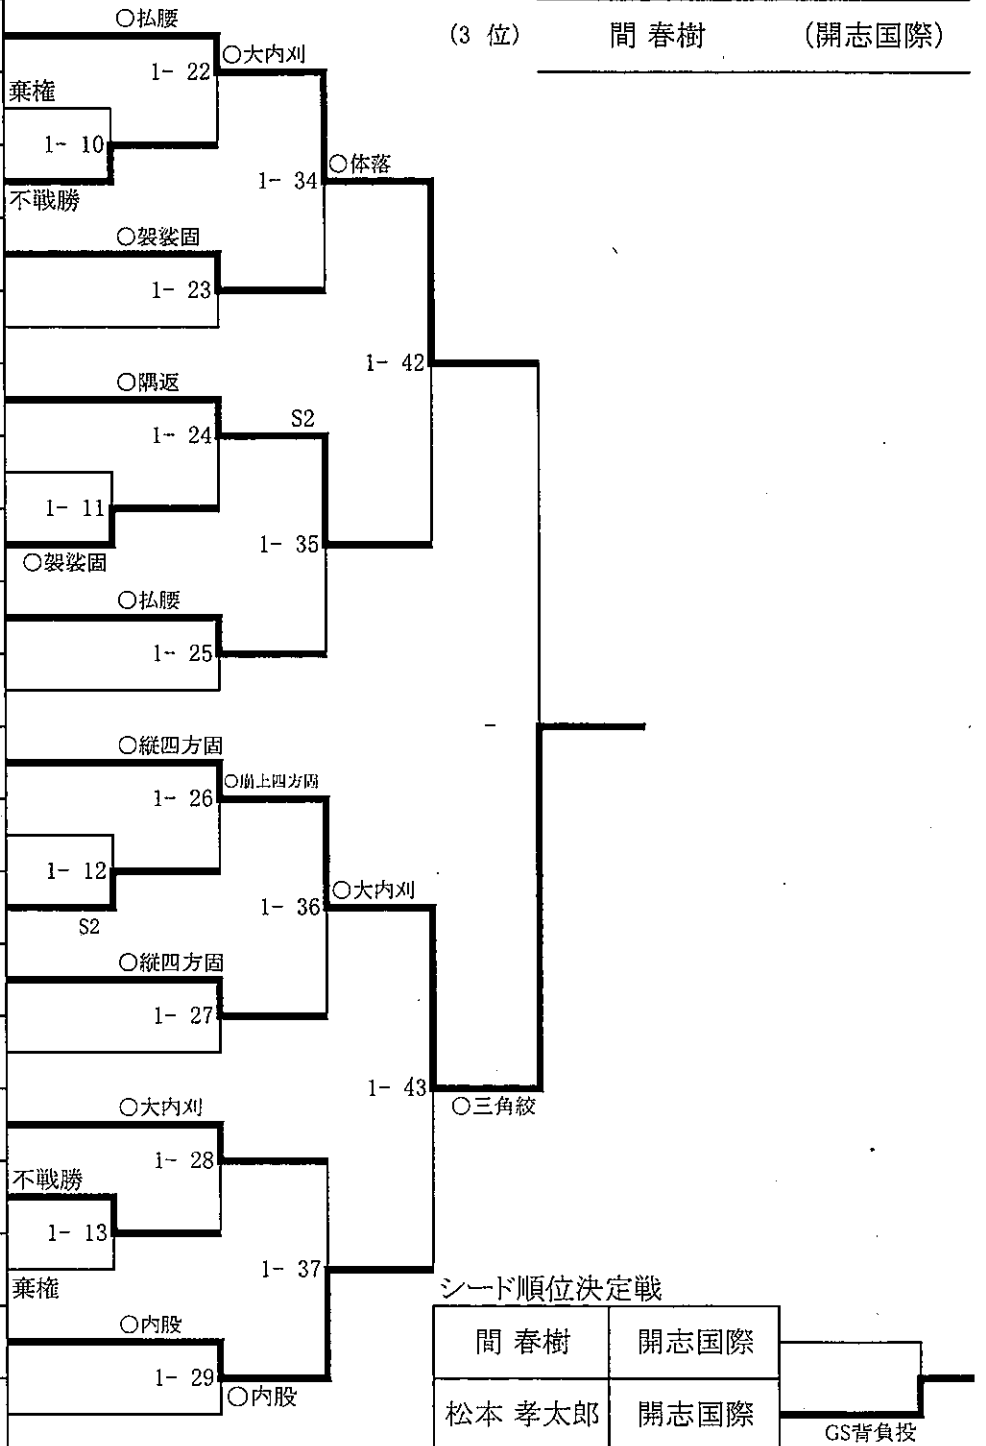 ○払腰
(3 位) 間 春樹 (開志国際)
○大内刈
1- 22
棄権
1- 10
○体落
1- 34
不戦勝
○袈裟固
1- 23
1- 42
○隅返
S2
1- 24
1- 11
1- 35
○袈裟固
○払腰
1- 25
-
○縦四方固
○崩上四方固
1- 26
1- 12
○大内刈
1- 36
S2
○縦四方固
1- 27
1- 43
○大内刈
○三角絞
1- 28
不戦勝
1- 13
1- 37
棄権
シード順位決定戦
○内股
間 春樹 開志国際
1- 29
○内股
松本 孝太郎 開志国際
GS背負投